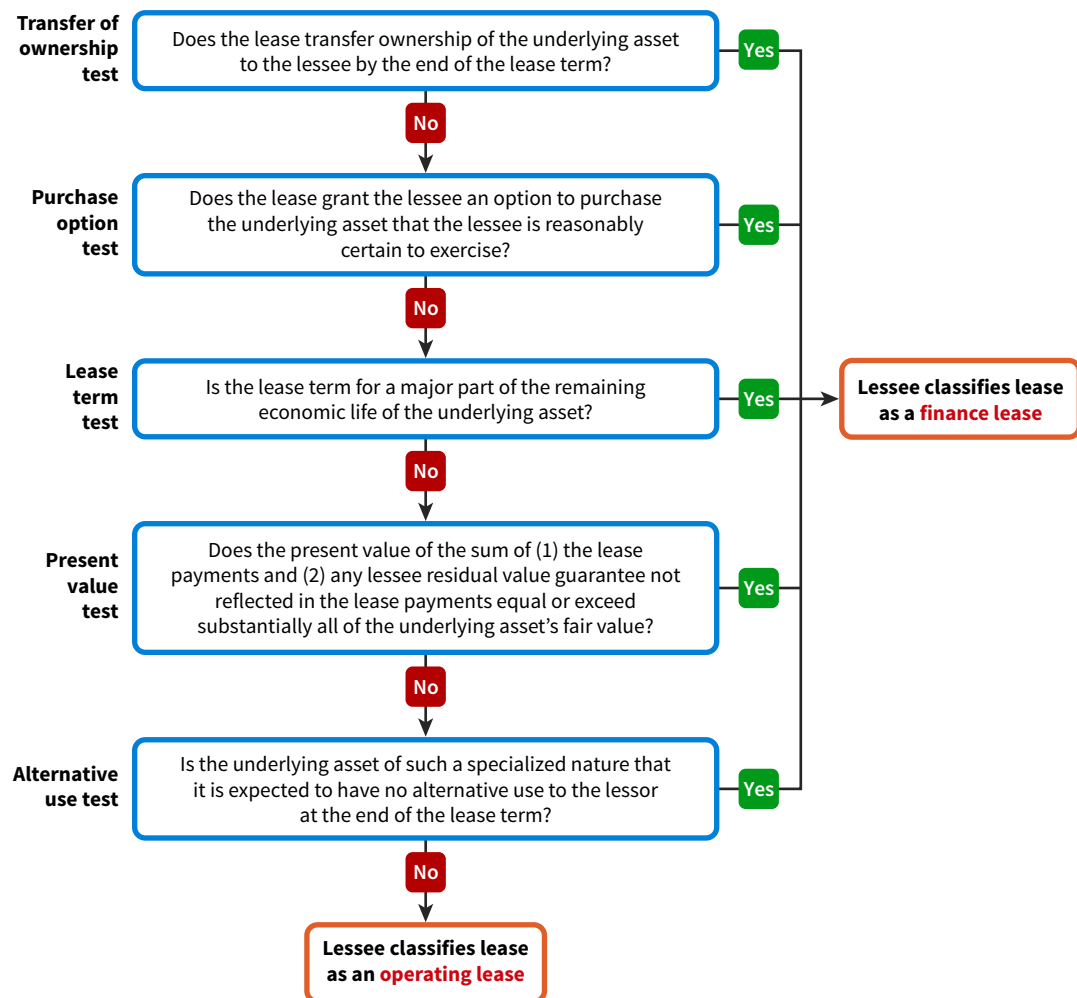 Transfer of
ownership
test
Does the lease transfer ownership of the underlying asset
to the lessee by the end of the lease term?
Yes
No
Purchase
option
test
Does the lease grant the lessee an option to purchase
the underlying asset that the lessee is reasonably
certain to exercise?
Yes
No
Lease
term
test
Is the lease term for a major part of the remaining
economic life of the underlying asset?
Yes
Lessee classifies lease
as a finance lease
No
Present
value
test
Does the present value of the sum of (1) the lease
payments and (2) any lessee residual value guarantee not
reflected in the lease payments equal or exceed
substantially all of the underlying asset’s fair value?
Yes
No
Alternative
use test
Is the underlying asset of such a specialized nature that
it is expected to have no alternative use to the lessor
at the end of the lease term?
Yes
No
Lessee classifies lease
as an operating lease